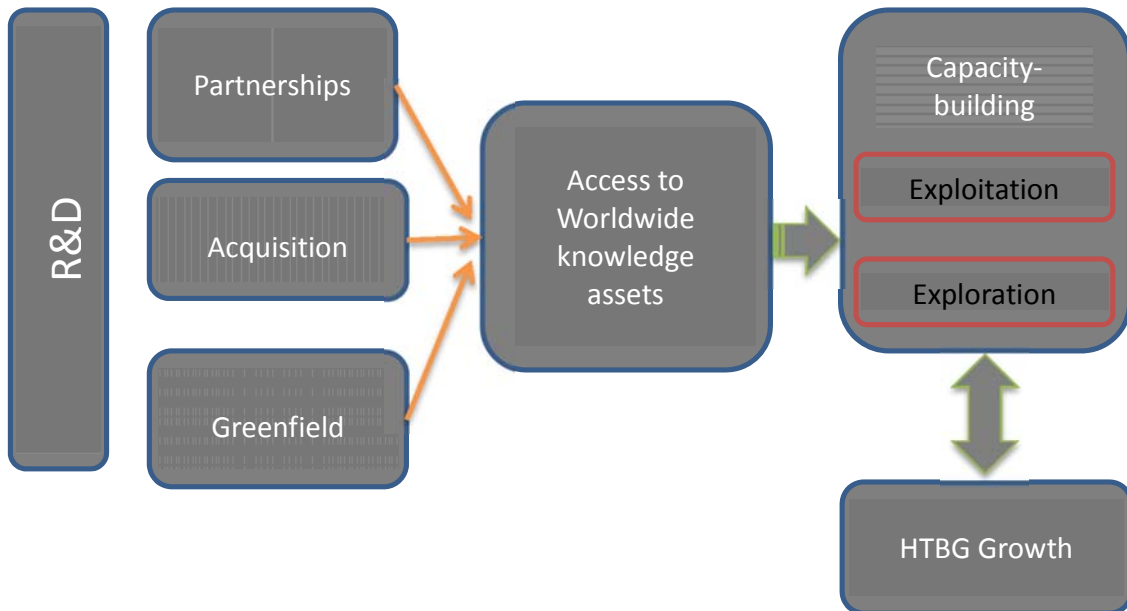 R&D
Partnerships
Acquisition
Greenfield
Access to
Worldwide
knowledge
assets
Capacity-
building
Exploitation
Exploration
HTBG Growth